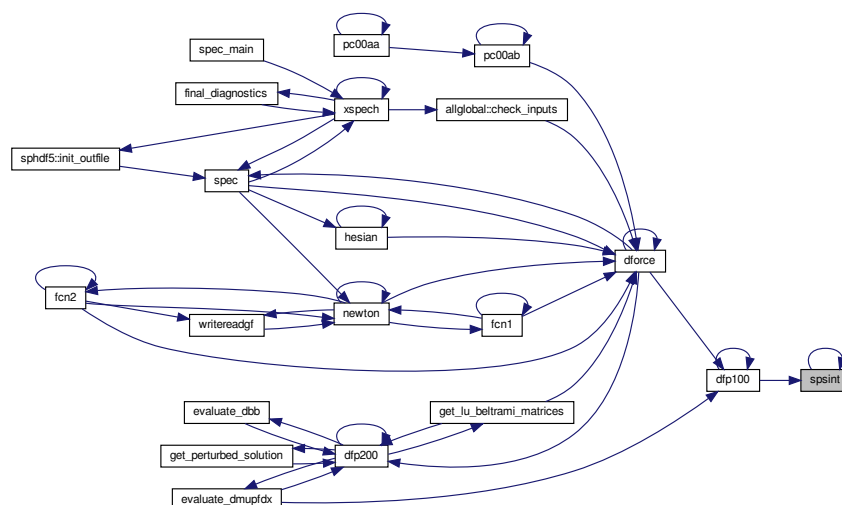 spec_main
pc00aa
pc00ab
final_diagnostics
xspech
allglobal::check_inputs
sphdf5::init_outfile
spec
hesian
dforce
fcn2
newton
writereadgf
fcn1
dfp100
spsint
evaluate_dbb
get_lu_beltrami_matrices
get_perturbed_solution
dfp200
evaluate_dmupfdx